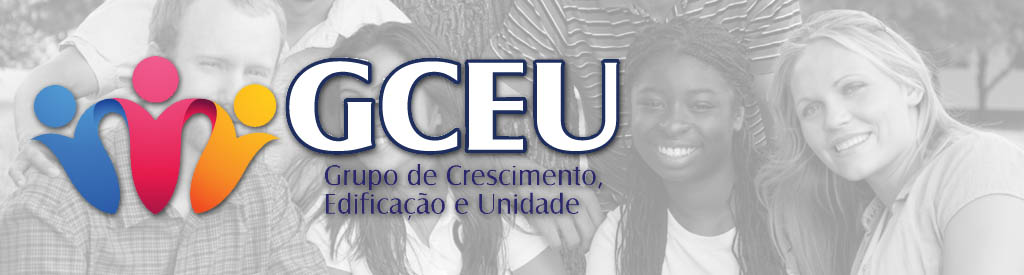 GCEU
Grupo de Crescimento,
Edificação e Unidade